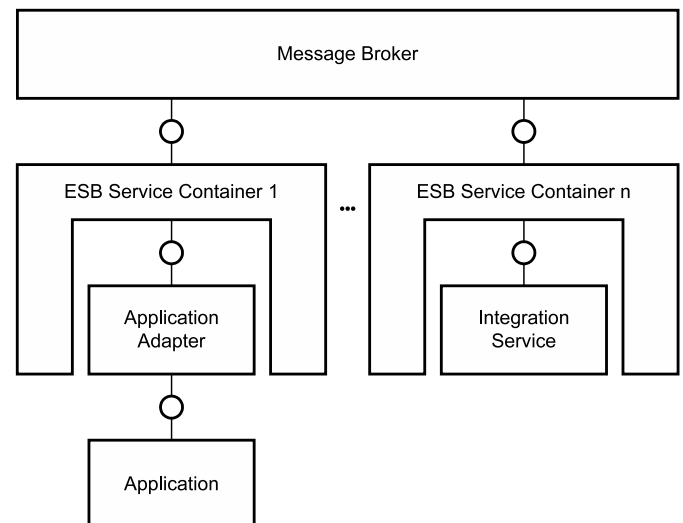 Message Broker
ESB Service Container 1
...
ESB Service Container n
Application
Adapter
Integration
Service
Application